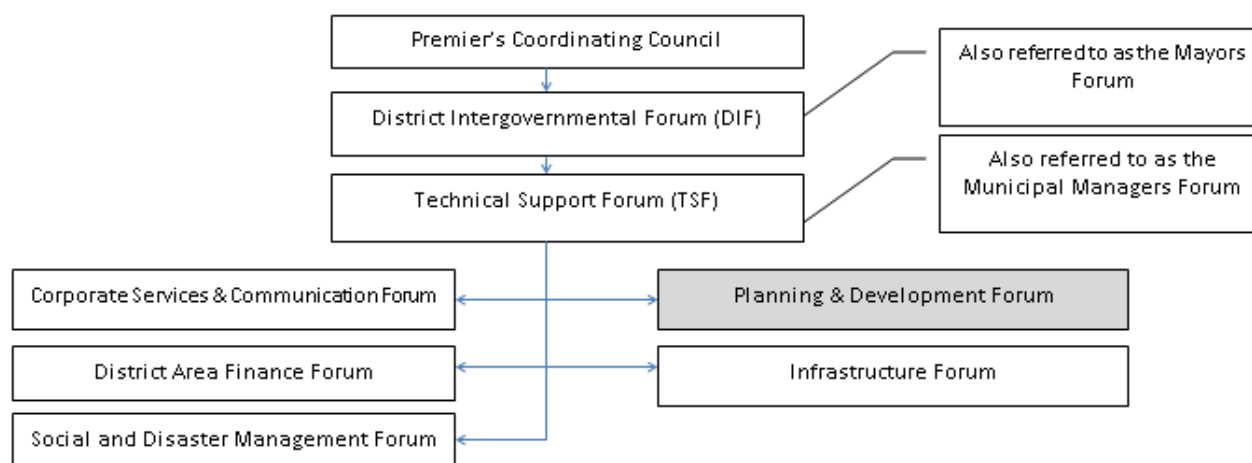 Premier's Coordinating Council
Also referred to as the Mayors
Forum
District Intergovernmental Forum (DIF)
Also referred to as the
Municipal Managers Forum
Technical Support Forum (TSF)
Corporate Services & Communication Forum
Planning & Development Forum
District Area Finance Forum
Infrastructure Forum
Social and Disaster Management Forum